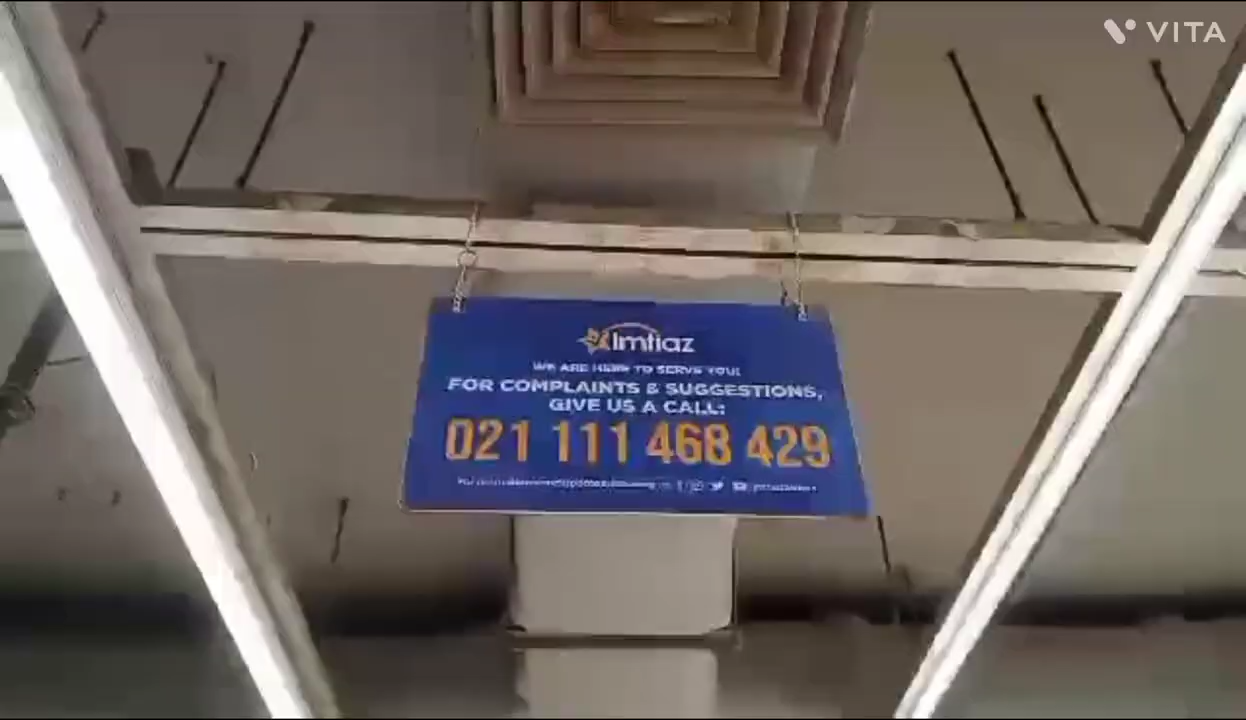 VITA
Imtiaz
WE ARE HERE TO SERVE YOU!
FOR COMPLAINTS & SUGGESTIONS,
GIVE US A CALL:
021 111 468 429